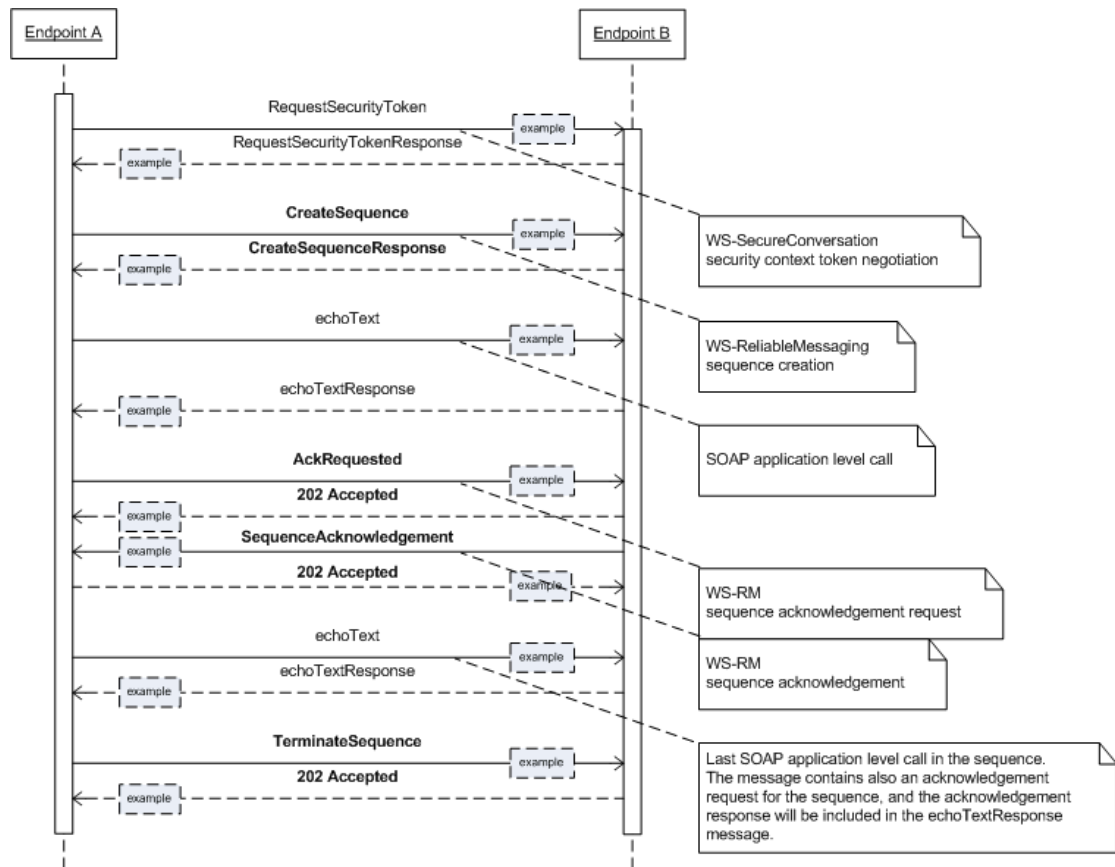 Endpoint A
Endpoint B
RequestSecurityToken
example
RequestSecurityTokenResponse
example
CreateSequence
example
WS-SecureConversation
security context token negotiation
CreateSequenceResponse
example
echoText
example
WS-ReliableMessaging
sequence creation
echoTextResponse
example
SOAP application level call
AckRequested
example
202 Accepted
example
SequenceAcknowledgement
example
202 Accepted
example
WS-RM
sequence acknowledgement request
echoText
example
WS-RM
sequence acknowledgement
echoTextResponse
example
TerminateSequence
example
202 Accepted
example
Last SOAP application level call in the sequence.
The message contains also an acknowledgement
request for the sequence, and the acknowledgement
response will be included in the echoTextResponse
message.